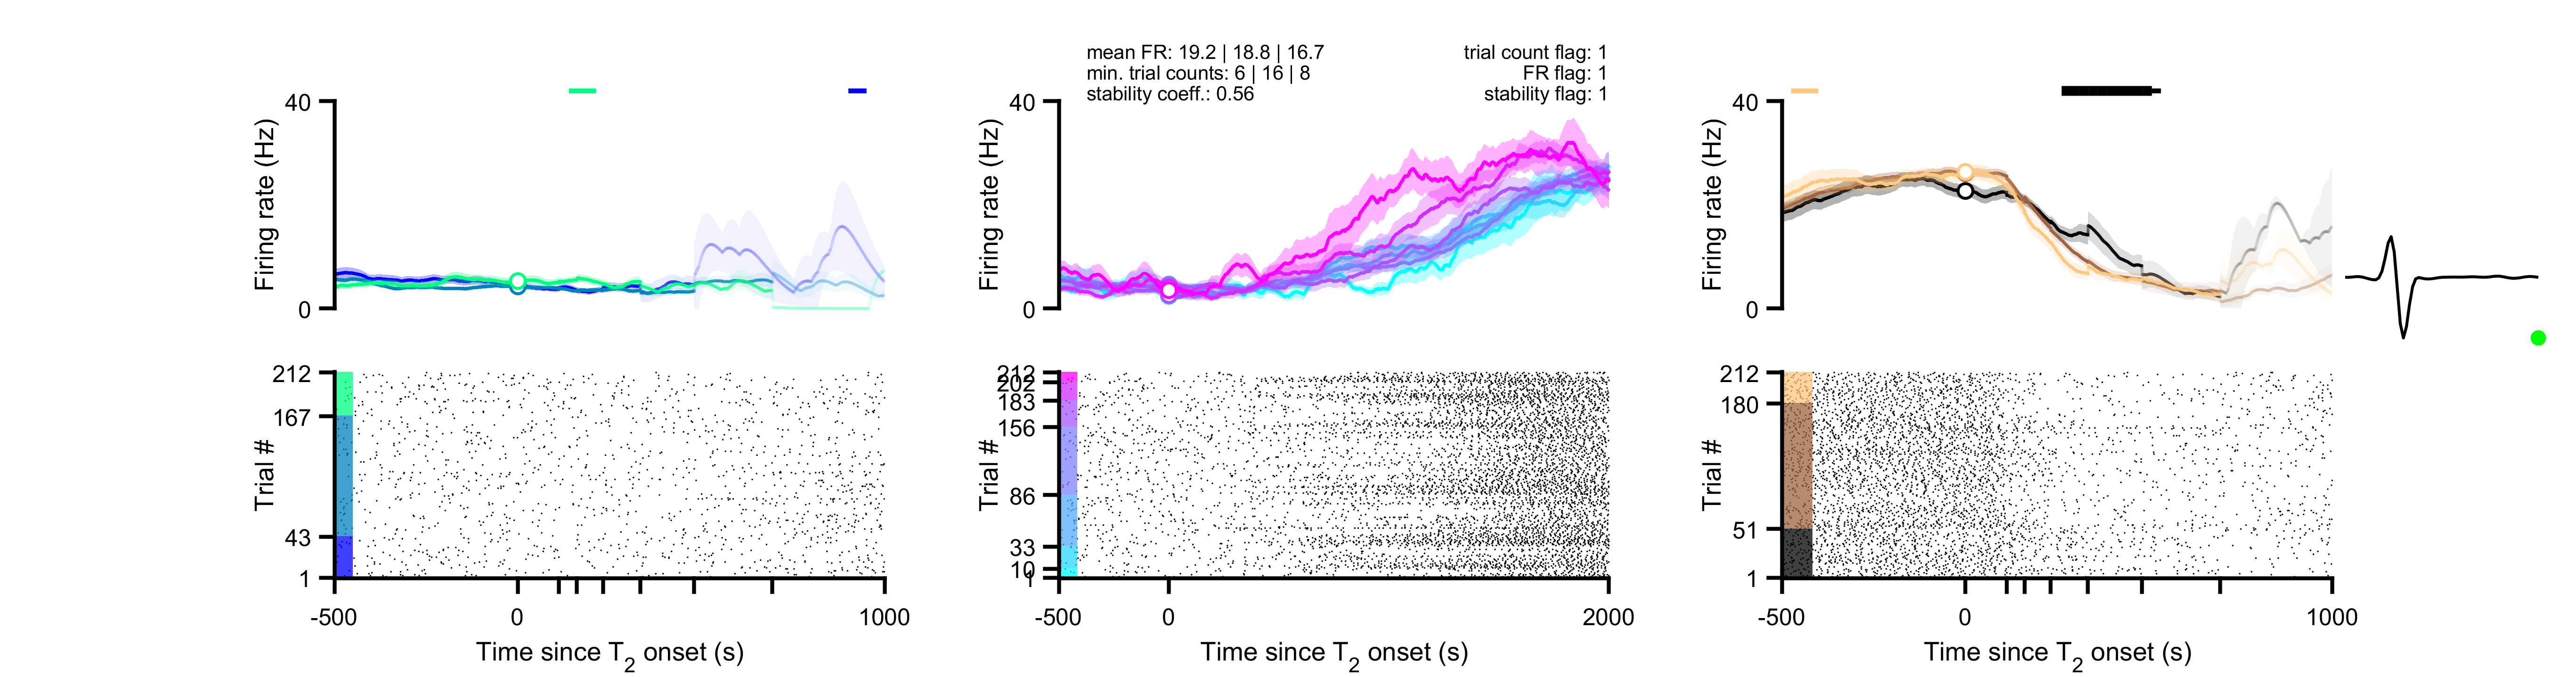 mean FR: 19.2 | 18.8 | 16.7
min. trial counts: 6 | 16 | 8
stability coeff.: 0.56
trial count flag: 1
FR flag: 1
stability flag: 1
40
0
Firing rate (Hz)
40
0
Firing rate (Hz)
40
0
Firing rate (Hz)
212
167
43
1
Trial #
-500
0
1000
Time since T2 onset (s)
212
202
183
156
86
33
10
1
Trial #
-500
0
2000
Time since T2 onset (s)
212
180
51
1
Trial #
-500
0
1000
Time since T2 onset (s)